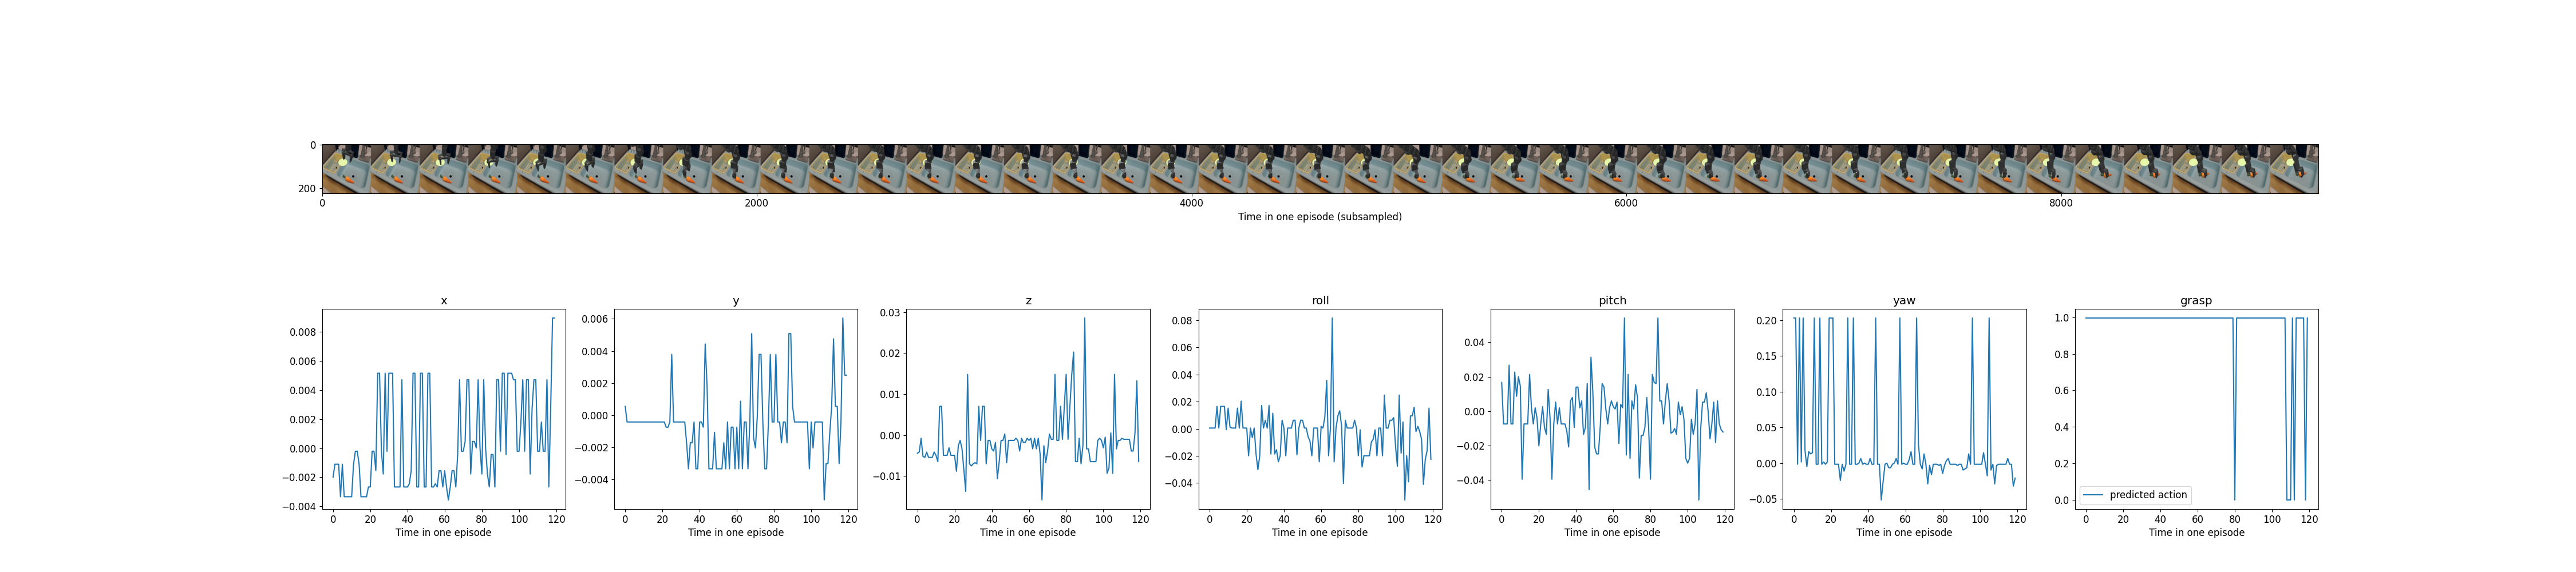 0
200
0 2000 4000 6000 8000
Time in one episode (subsampled)
x
0.008
0.006
0.004
0.002
0.000
−0.002
−0.004
0 20 40 60 80 100 120
Time in one episode
y
0.006
0.004
0.002
0.000
−0.002
−0.004
0 20 40 60 80 100 120
Time in one episode
z
0.03
0.02
0.01
0.00
−0.01
0 20 40 60 80 100 120
Time in one episode
roll
0.08
0.06
0.04
0.02
0.00
−0.02
−0.04
0 20 40 60 80 100 120
Time in one episode
pitch
0.04
0.02
0.00
−0.02
−0.04
0 20 40 60 80 100 120
Time in one episode
yaw
0.20
0.15
0.10
0.05
0.00
−0.05
0 20 40 60 80 100 120
Time in one episode
grasp
1.0
0.8
0.6
0.4
0.2
0.0
predicted action
0 20 40 60 80 100 120
Time in one episode